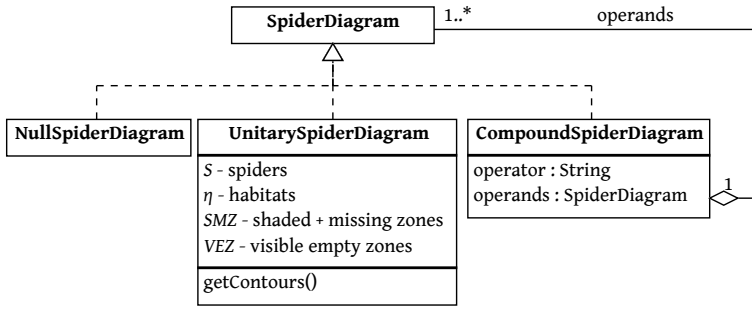 SpiderDiagram
1..*
operands
NullSpiderDiagram
UnitarySpiderDiagram
S - spiders
η - habitats
SMZ - shaded + missing zones
VEZ - visible empty zones
getContours()
CompoundSpiderDiagram
operator : String
operands : SpiderDiagram
1